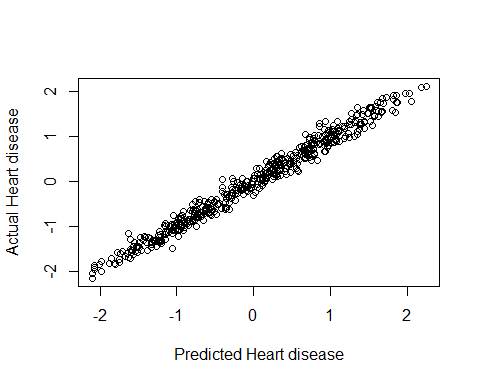 2
1
0
-1
-2
Actual Heart disease
-2 -1 0 1 2
Predicted Heart disease